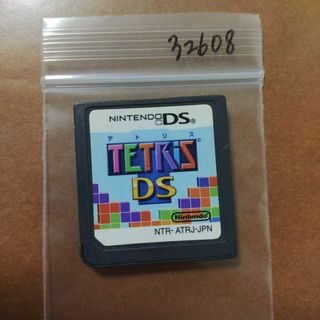 32608
NINTENDO DS®
テトリス
TETRIS®
DS
Nintendo
NTR-ATRJ-JPN